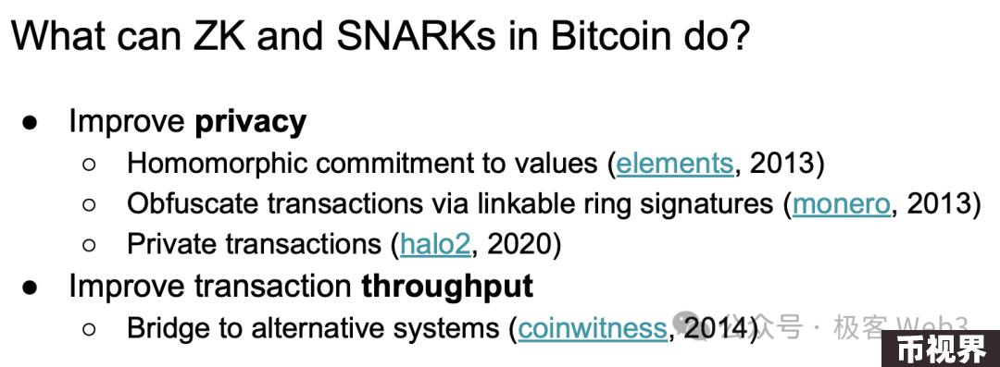 What can ZK and SNARKs in Bitcoin do?
● Improve privacy
○ Homomorphic commitment to values (elements, 2013)
○ Obfuscate transactions via linkable ring signatures (monero, 2013)
○ Private transactions (halo2, 2020)
● Improve transaction throughput
○ Bridge to alternative systems (coinwitness, 2014)
公众号 · 极客 Web3
币视界